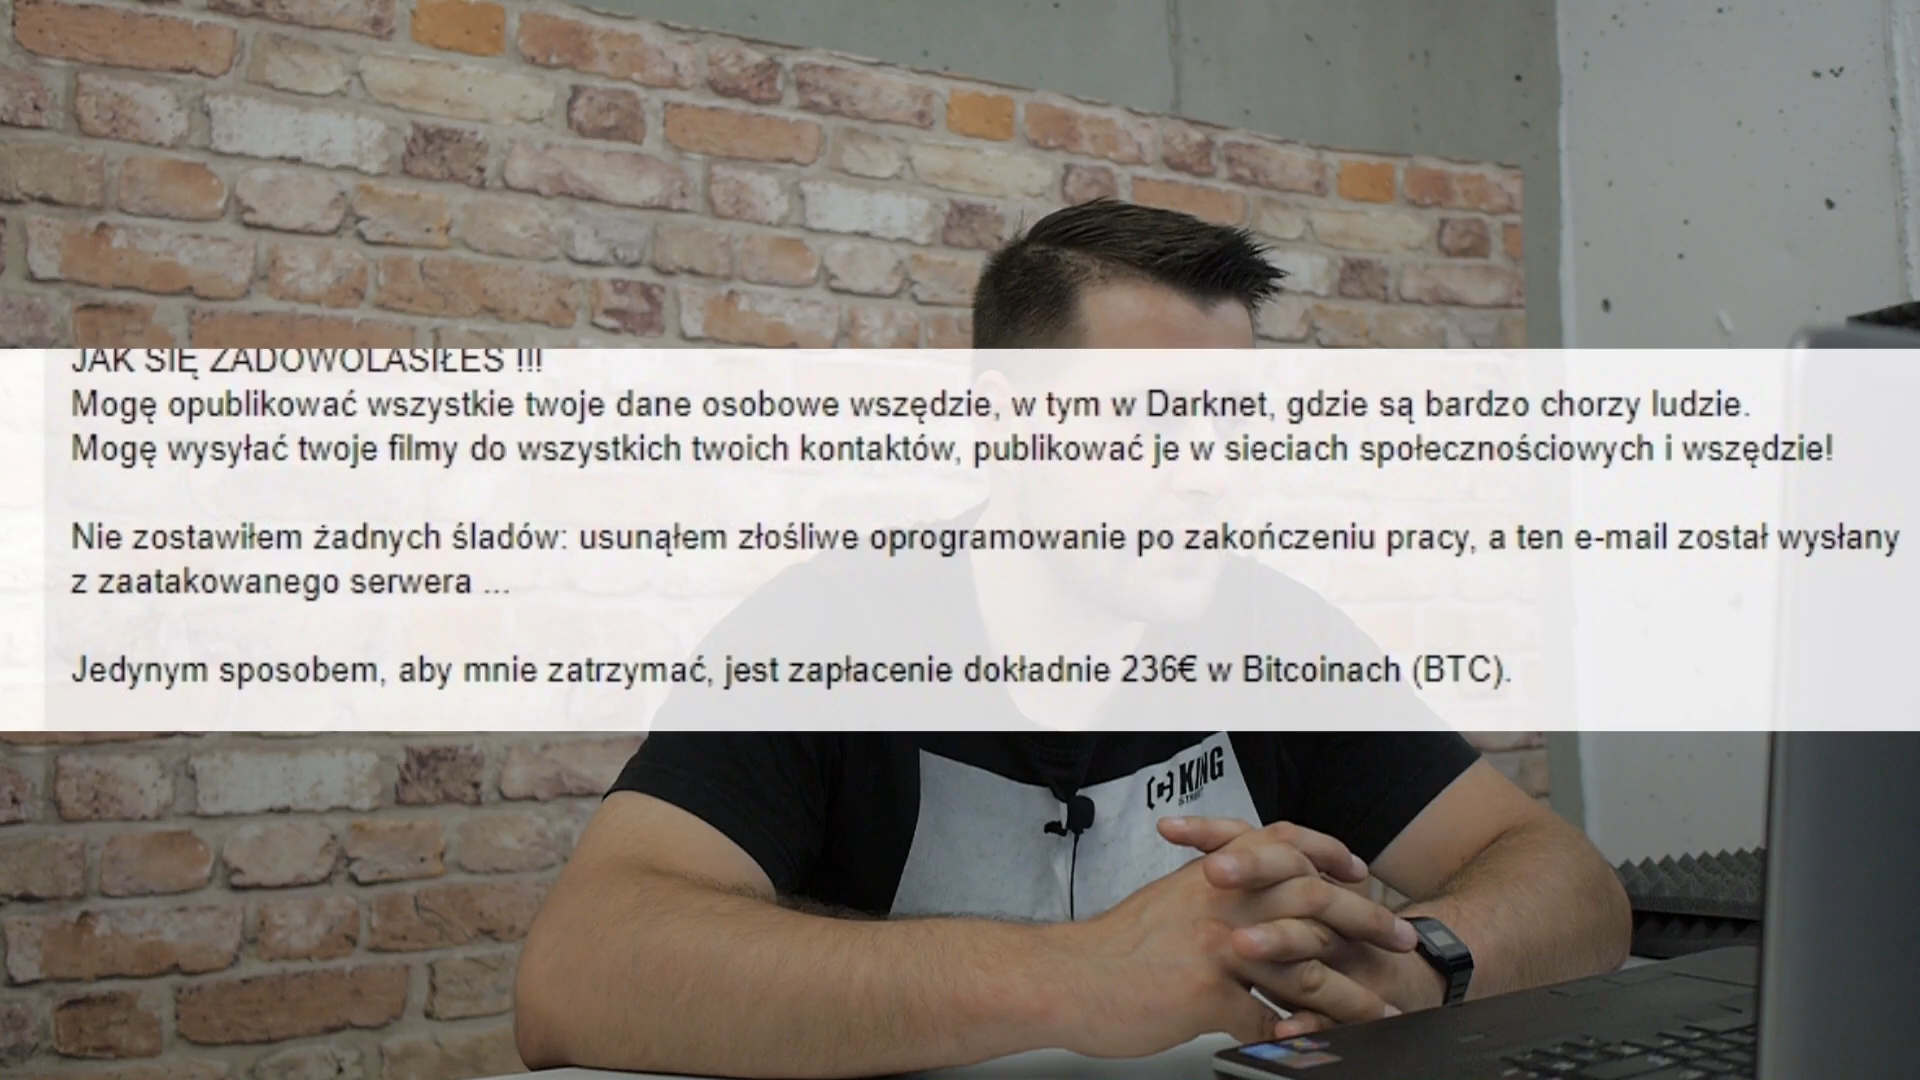 JAK SIĘ ZADOWOLASIŁEŚ !!!
Mogę opublikować wszystkie twoje dane osobowe wszędzie, w tym w Darknet, gdzie są bardzo chorzy ludzie.
Mogę wysyłać twoje filmy do wszystkich twoich kontaktów, publikować je w sieciach społecznościowych i wszędzie!
Nie zostawiłem żadnych śladów: usunąłem złośliwe oprogramowanie po zakończeniu pracy, a ten e-mail został wysłany
z zaatakowanego serwera ...
Jedynym sposobem, aby mnie zatrzymać, jest zapłacenie dokładnie 236€ w Bitcoinach (BTC).
KING